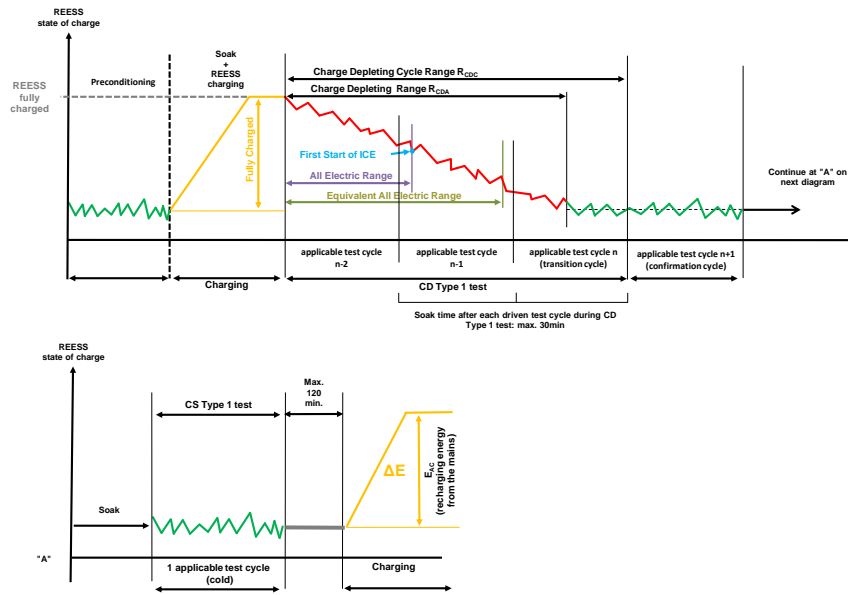 REESS
state of charge
Soak
+
REESS
charging
Preconditioning
REESS
fully
charged
Charge Depleting Cycle Range RCDC
Charge Depleting Range RCDA
Fully Charged
First Start of ICE
All Electric Range
Equivalent All Electric Range
Continue at "A" on
next diagram
applicable test cycle
n-2
applicable test cycle
n-1
applicable test cycle n
(transition cycle)
applicable test cycle n+1
(confirmation cycle)
Charging
CD Type 1 test
Soak time after each driven test cycle during CD
Type 1 test: max. 30min
REESS
state of charge
CS Type 1 test
Max.
120
min.
ΔE
EAC
(recharging energy
from the mains)
Soak
"A"
1 applicable test cycle
(cold)
Charging